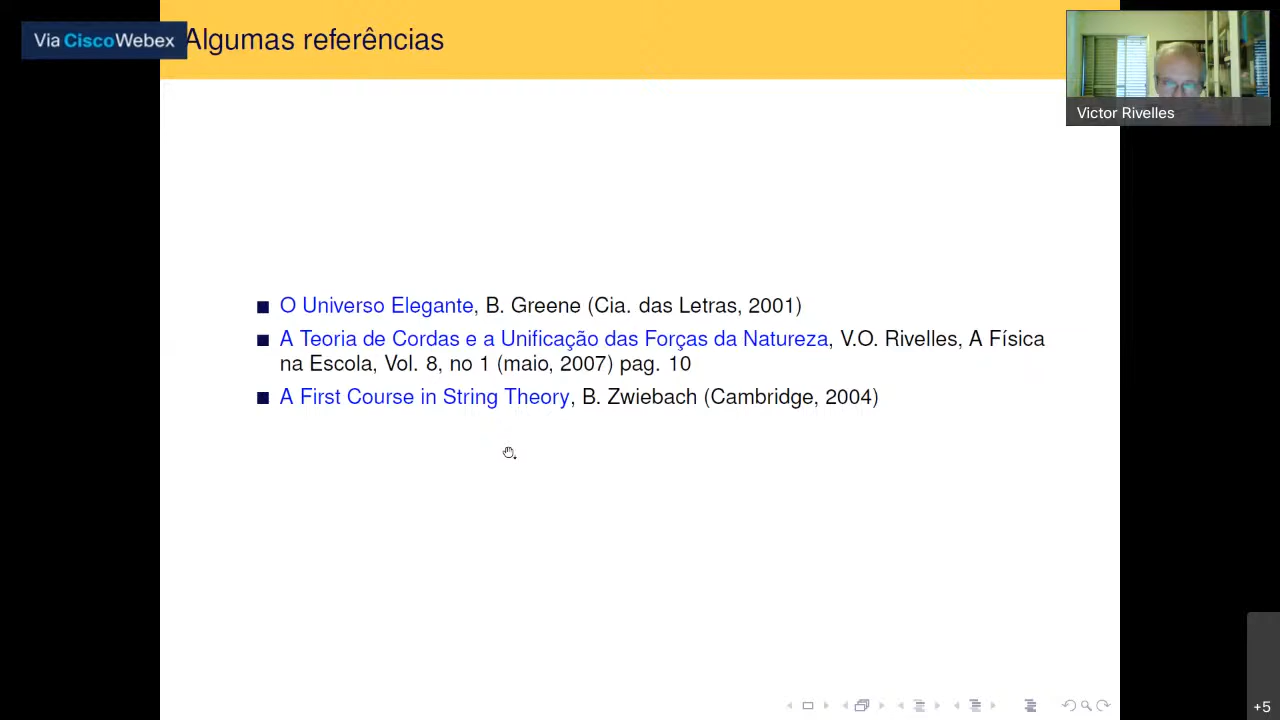 Via CiscoWebex
Algumas referências
Victor Rivelles
O Universo Elegante, B. Greene (Cia. das Letras, 2001)
A Teoria de Cordas e a Unificação das Forças da Natureza, V.O. Rivelles, A Física
na Escola, Vol. 8, no 1 (maio, 2007) pag. 10
A First Course in String Theory, B. Zwiebach (Cambridge, 2004)
+5